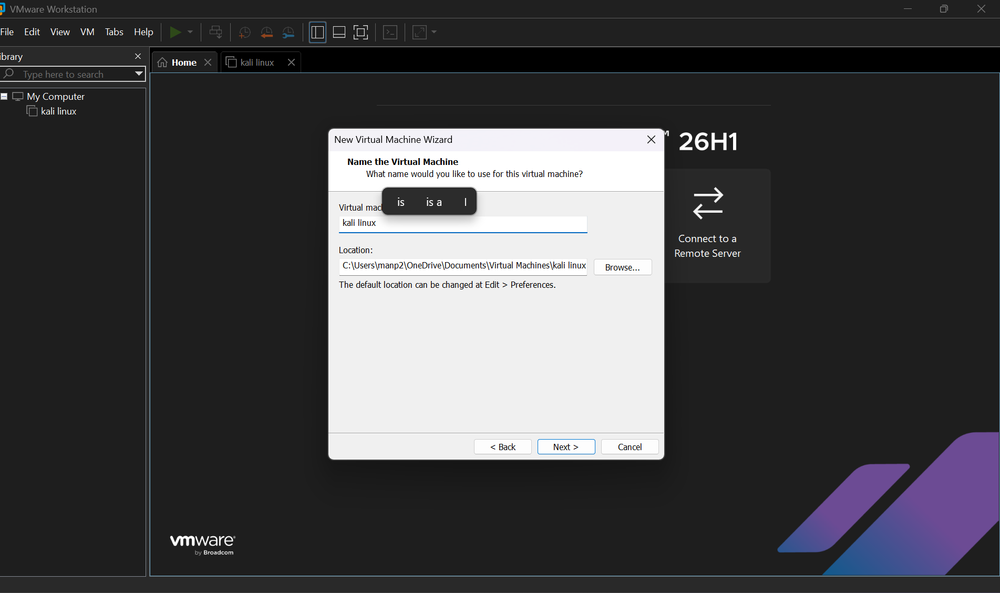 VMware Workstation
File Edit View VM Tabs Help
ibrary
Type here to search
My Computer
kali linux
Home
kali linux
26H1
Connect to a
Remote Server
New Virtual Machine Wizard
Name the Virtual Machine
What name would you like to use for this virtual machine?
is is a I
Virtual mac
kali linux
Location:
C:\Users\manp2\OneDrive\Documents\Virtual Machines\kali linux
Browse...
The default location can be changed at Edit > Preferences.
< Back Next > Cancel
vmware®
by Broadcom